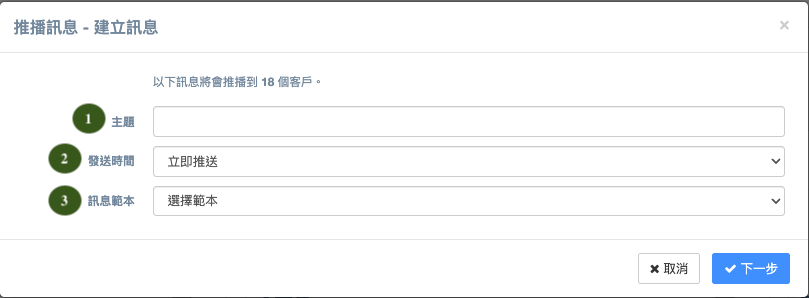 推播訊息 - 建立訊息 ×
以下訊息將會推播到 18 個客戶。
1 主題
2 發送時間 立即推送
3 訊息範本 選擇範本
取消 下一步